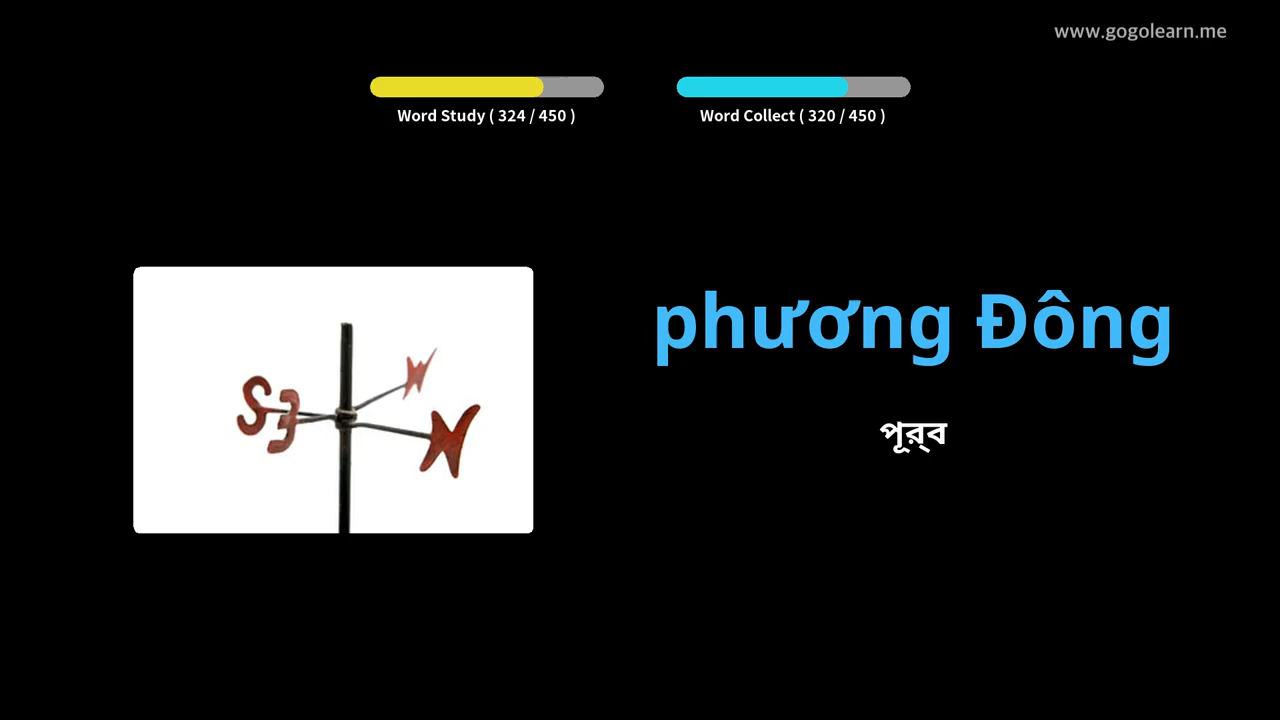 www.gogolearn.me
Word Study ( 324 / 450 )
Word Collect ( 320 / 450 )
phương Đông
পূর্ব
S E N